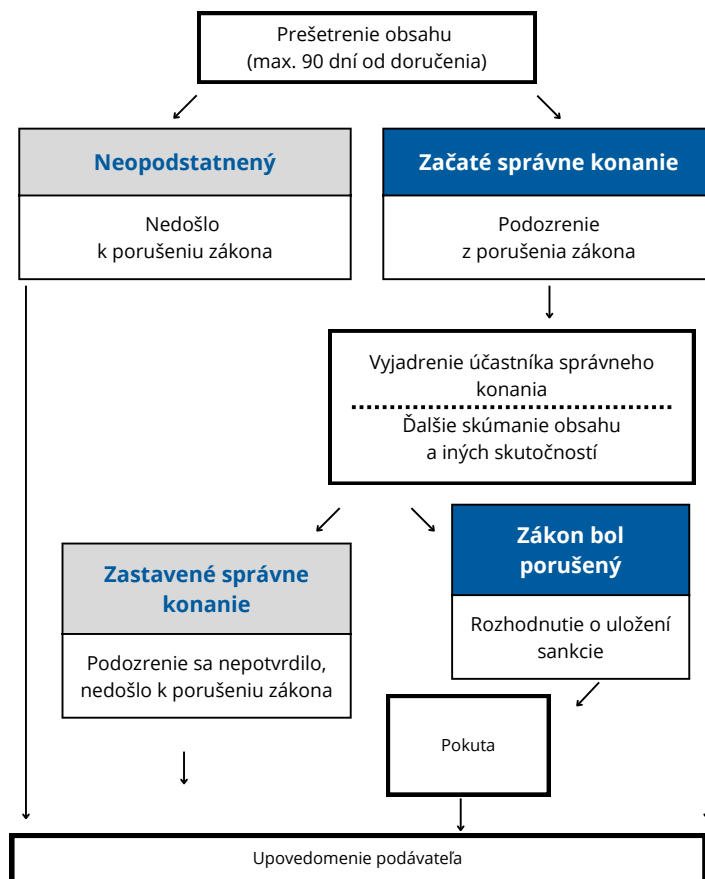 Prešetrenie obsahu
(max. 90 dní od doručenia)
Neopodstatnený
Začaté správne konanie
Nedošlo
k porušeniu zákona
Podozrenie
z porušenia zákona
Vyjadrenie účastníka správneho
konania
Ďalšie skúmanie obsahu
a iných skutočností
Zákon bol
porušený
Zastavené správne
konanie
Rozhodnutie o uložení
sankcie
Podozrenie sa nepotvrdilo,
nedošlo k porušeniu zákona
Pokuta
Upovedomenie podávateľa